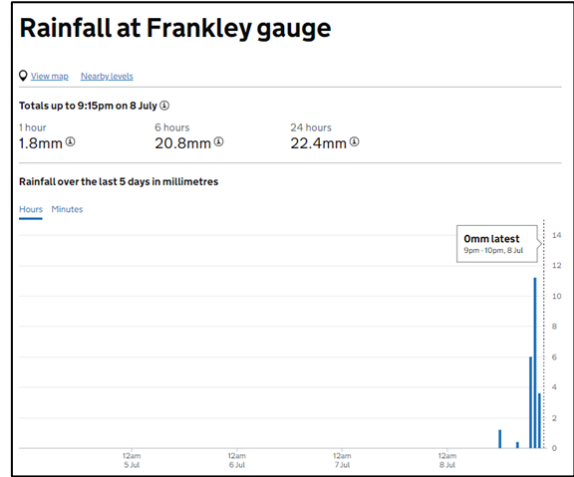 Rainfall at Frankley gauge
View map Nearby levels
Totals up to 9:15pm on 8 July
1 hour 6 hours 24 hours
1.8mm 20.8mm 22.4mm
Rainfall over the last 5 days in millimetres
Hours Minutes
0mm latest
9pm - 10pm, 8 Jul
14
12
10
8
6
4
2
0
12am 12am 12am 12am
5 Jul 6 Jul 7 Jul 8 Jul